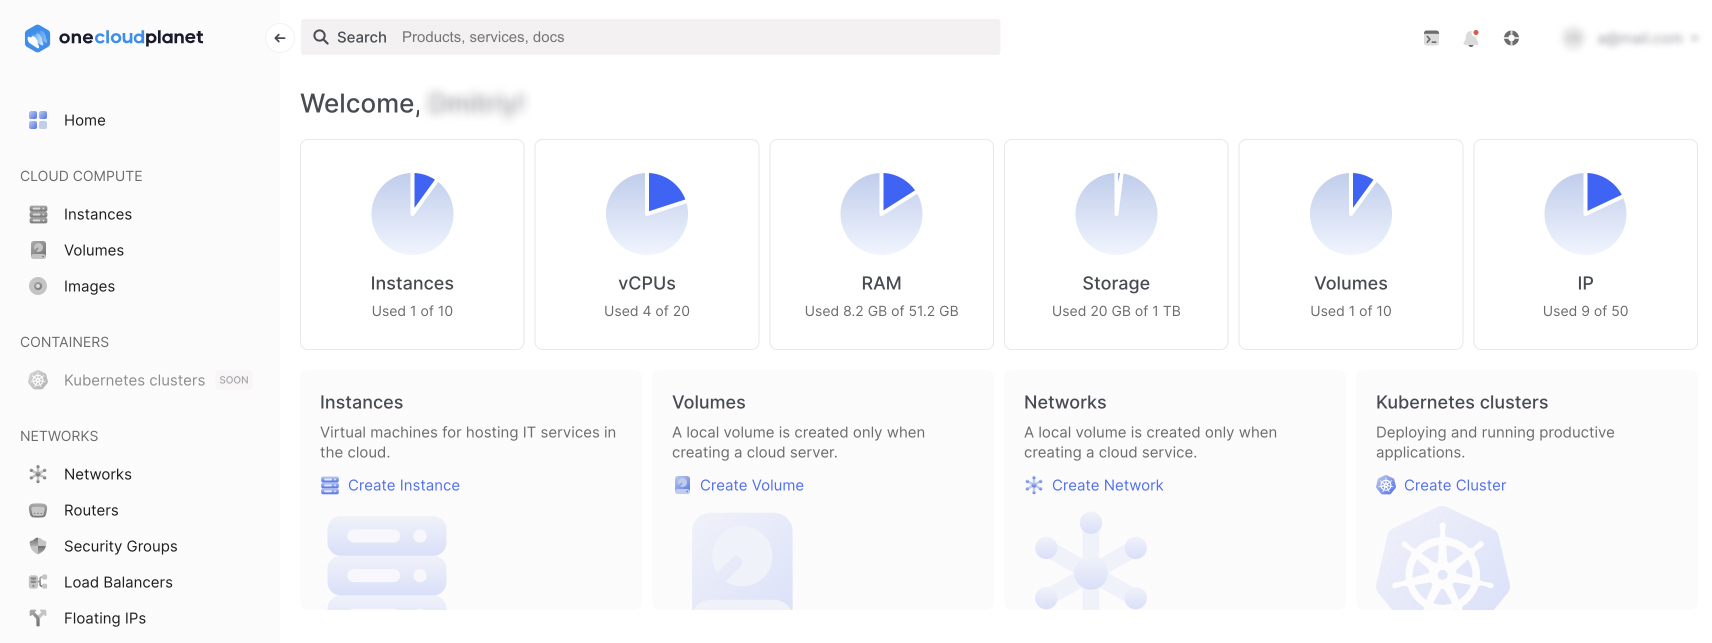 onecloudplanet
Search Products, services, docs
Home
CLOUD COMPUTE
Instances
Volumes
Images
CONTAINERS
Kubernetes clusters SOON
NETWORKS
Networks
Routers
Security Groups
Load Balancers
Floating IPs
Welcome,
Instances
Used 1 of 10
vCPUs
Used 4 of 20
RAM
Used 8.2 GB of 51.2 GB
Storage
Used 20 GB of 1 TB
Volumes
Used 1 of 10
IP
Used 9 of 50
Instances
Virtual machines for hosting IT services in
the cloud.
Create Instance
Volumes
A local volume is created only when
creating a cloud server.
Create Volume
Networks
A local volume is created only when
creating a cloud service.
Create Network
Kubernetes clusters
Deploying and running productive
applications.
Create Cluster